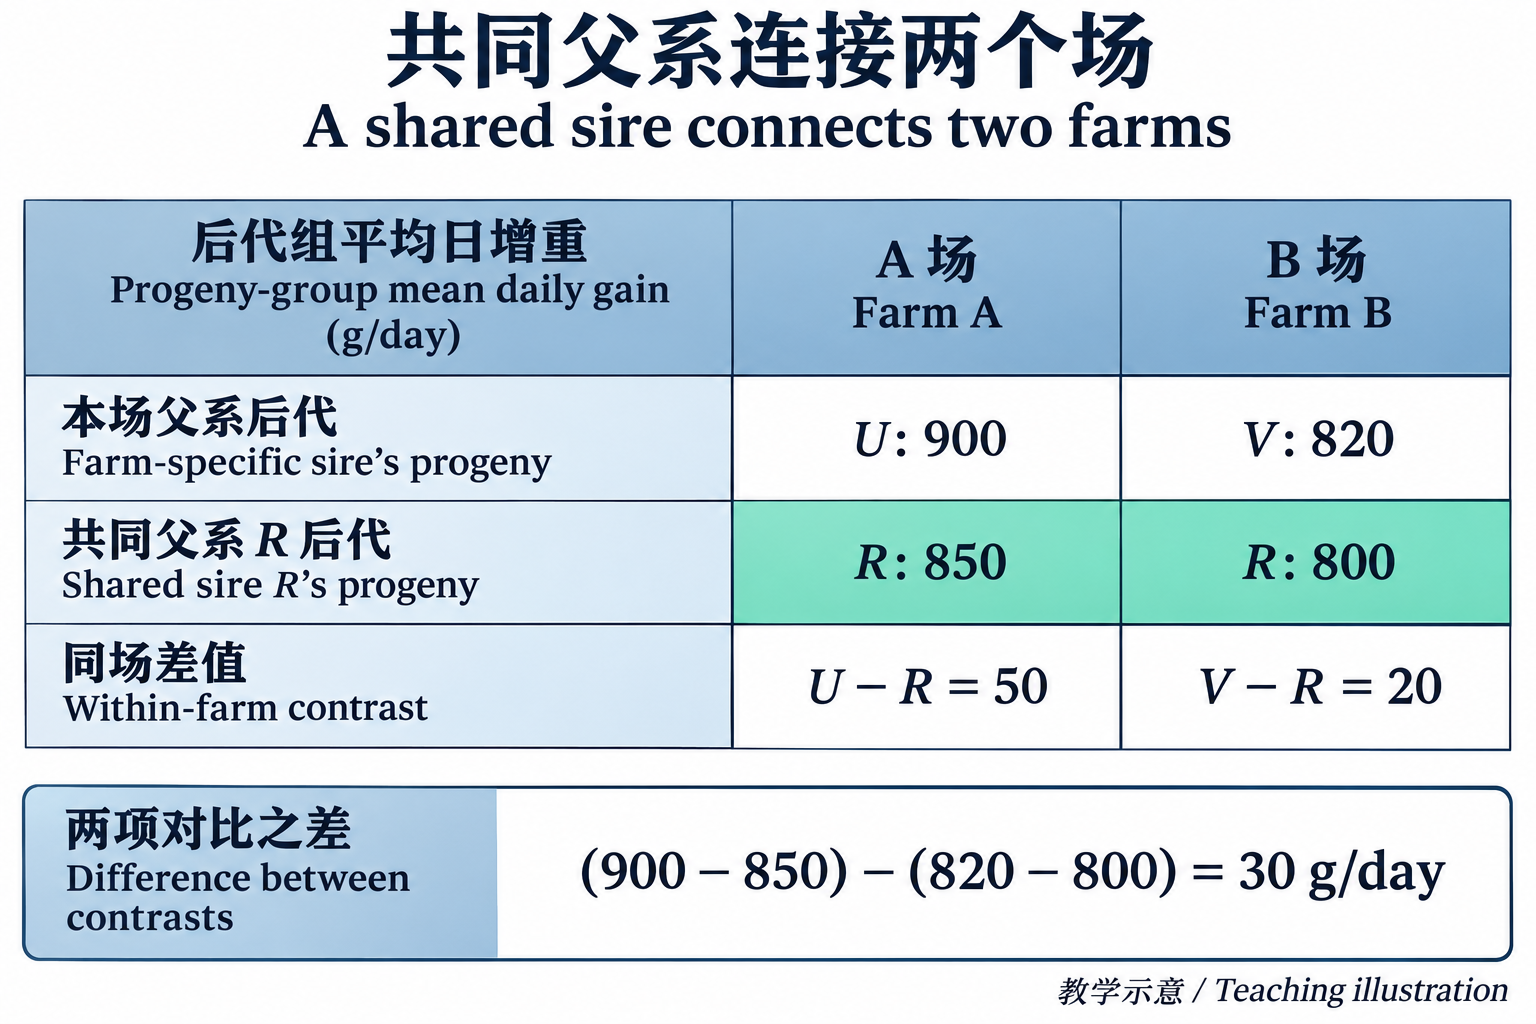 共同父系连接两个场
A shared sire connects two farms
后代组平均日增重
Progeny-group mean daily gain
(g/day)
A 场
Farm A
B 场
Farm B
本场父系后代
Farm-specific sire's progeny
U: 900
V: 820
共同父系 R 后代
Shared sire R's progeny
R: 850
R: 800
同场差值
Within-farm contrast
U − R = 50
V − R = 20
两项对比之差
Difference between
contrasts
(900 − 850) − (820 − 800) = 30 g/day
教学示意 / Teaching illustration